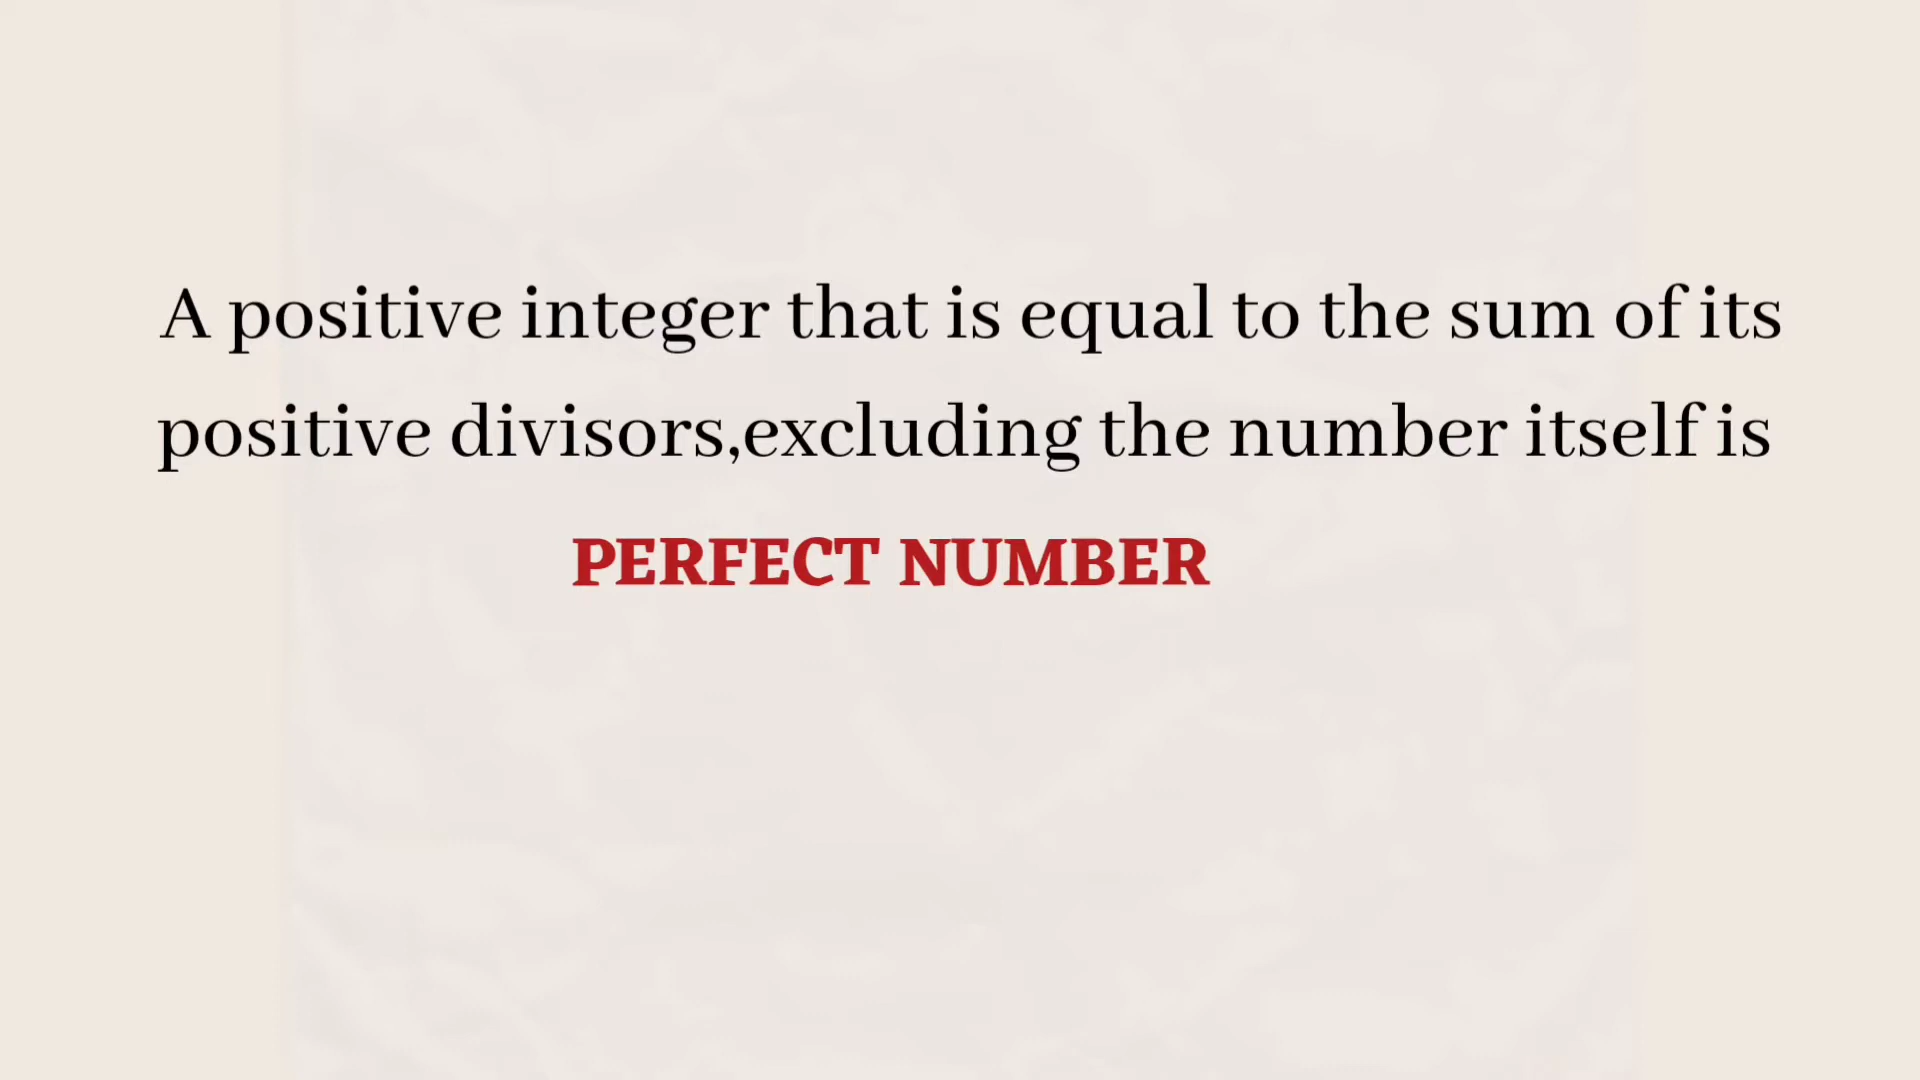 A positive integer that is equal to the sum of its
positive divisors,excluding the number itself is
PERFECT NUMBER